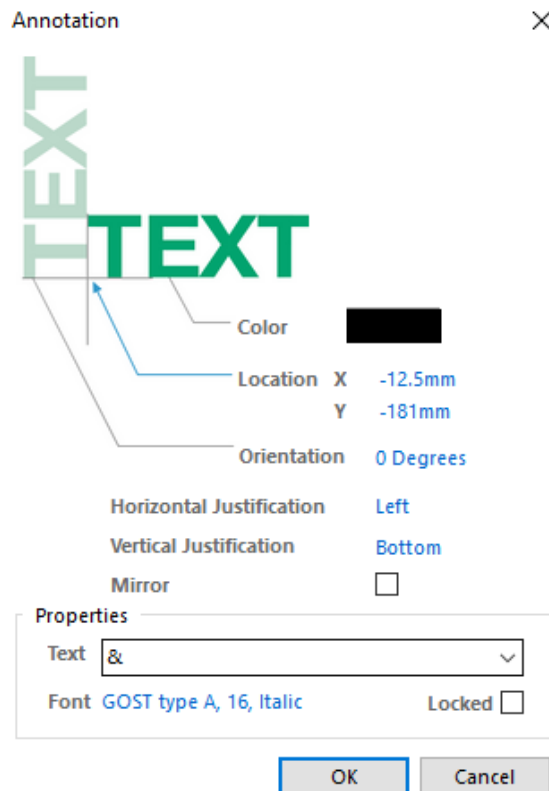 Annotation
TEXT
TEXT
Color
Location X -12.5mm
Y -181mm
Orientation 0 Degrees
Horizontal Justification Left
Vertical Justification Bottom
Mirror
Properties
Text &
Font GOST type A, 16, Italic Locked
OK Cancel